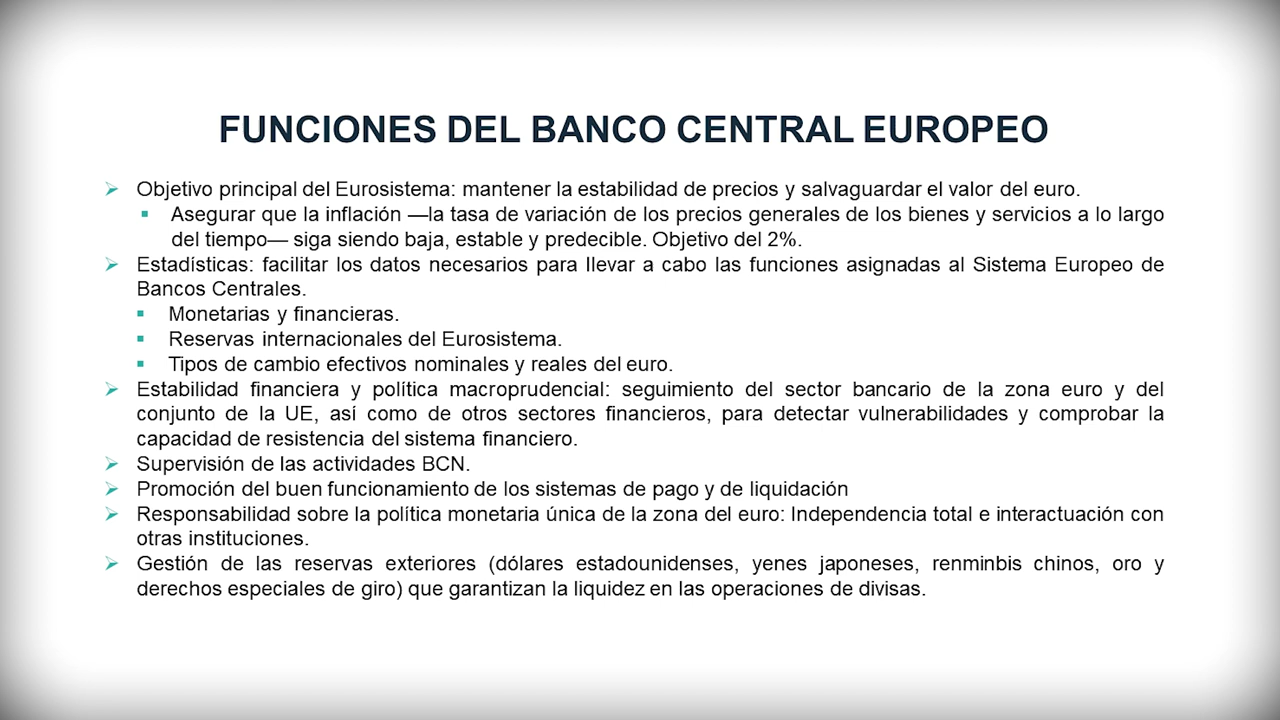 FUNCIONES DEL BANCO CENTRAL EUROPEO
Objetivo principal del Eurosistema: mantener la estabilidad de precios y salvaguardar el valor del euro.
Asegurar que la inflación —la tasa de variación de los precios generales de los bienes y servicios a lo largo
del tiempo— siga siendo baja, estable y predecible. Objetivo del 2%.
Estadísticas: facilitar los datos necesarios para llevar a cabo las funciones asignadas al Sistema Europeo de
Bancos Centrales.
Monetarias y financieras.
Reservas internacionales del Eurosistema.
Tipos de cambio efectivos nominales y reales del euro.
Estabilidad financiera y política macroprudencial: seguimiento del sector bancario de la zona euro y del
conjunto de la UE, así como de otros sectores financieros, para detectar vulnerabilidades y comprobar la
capacidad de resistencia del sistema financiero.
Supervisión de las actividades BCN.
Promoción del buen funcionamiento de los sistemas de pago y de liquidación
Responsabilidad sobre la política monetaria única de la zona del euro: Independencia total e interactuación con
otras instituciones.
Gestión de las reservas exteriores (dólares estadounidenses, yenes japoneses, renminbis chinos, oro y
derechos especiales de giro) que garantizan la liquidez en las operaciones de divisas.